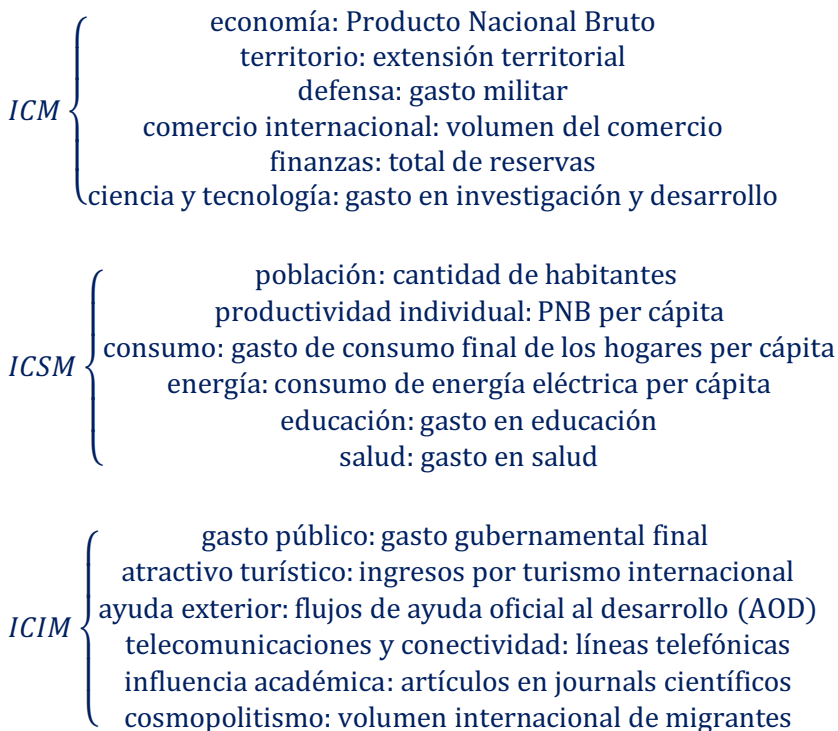 economía: Producto Nacional Bruto
territorio: extensión territorial
defensa: gasto militar
ICM
comercio internacional: volumen del comercio
finanzas: total de reservas
ciencia y tecnología: gasto en investigación y desarrollo
población: cantidad de habitantes
productividad individual: PNB per cápita
ICSM
consumo: gasto de consumo final de los hogares per cápita
energía: consumo de energía eléctrica per cápita
educación: gasto en educación
salud: gasto en salud
gasto público: gasto gubernamental final
atractivo turístico: ingresos por turismo internacional
ICIM
ayuda exterior: flujos de ayuda oficial al desarrollo (AOD)
telecomunicaciones y conectividad: líneas telefónicas
influencia académica: artículos en journals científicos
cosmopolitismo: volumen internacional de migrantes